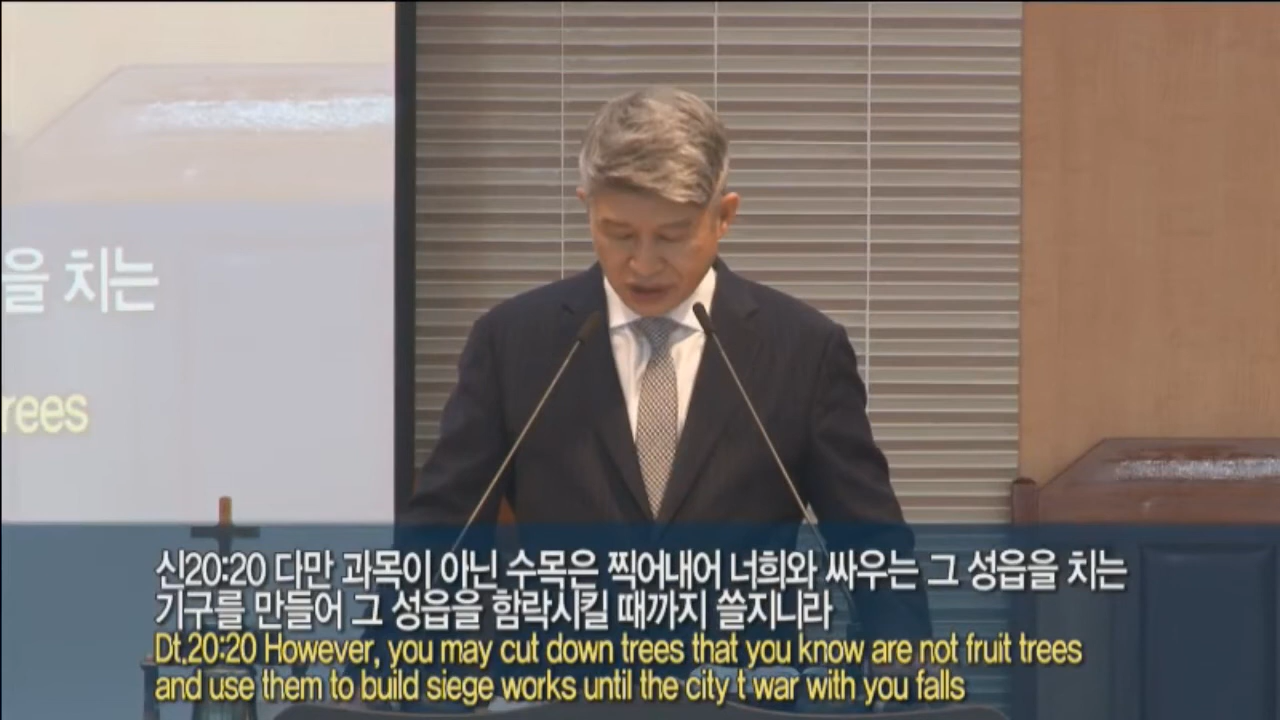 을 치는
rees
신20:20 다만 과목이 아닌 수목은 찍어내어 너희와 싸우는 그 성읍을 치는
기구를 만들어 그 성읍을 함락시킬 때까지 쓸지니라
Dt.20:20 However, you may cut down trees that you know are not fruit trees
and use them to build siege works until the city t war with you falls